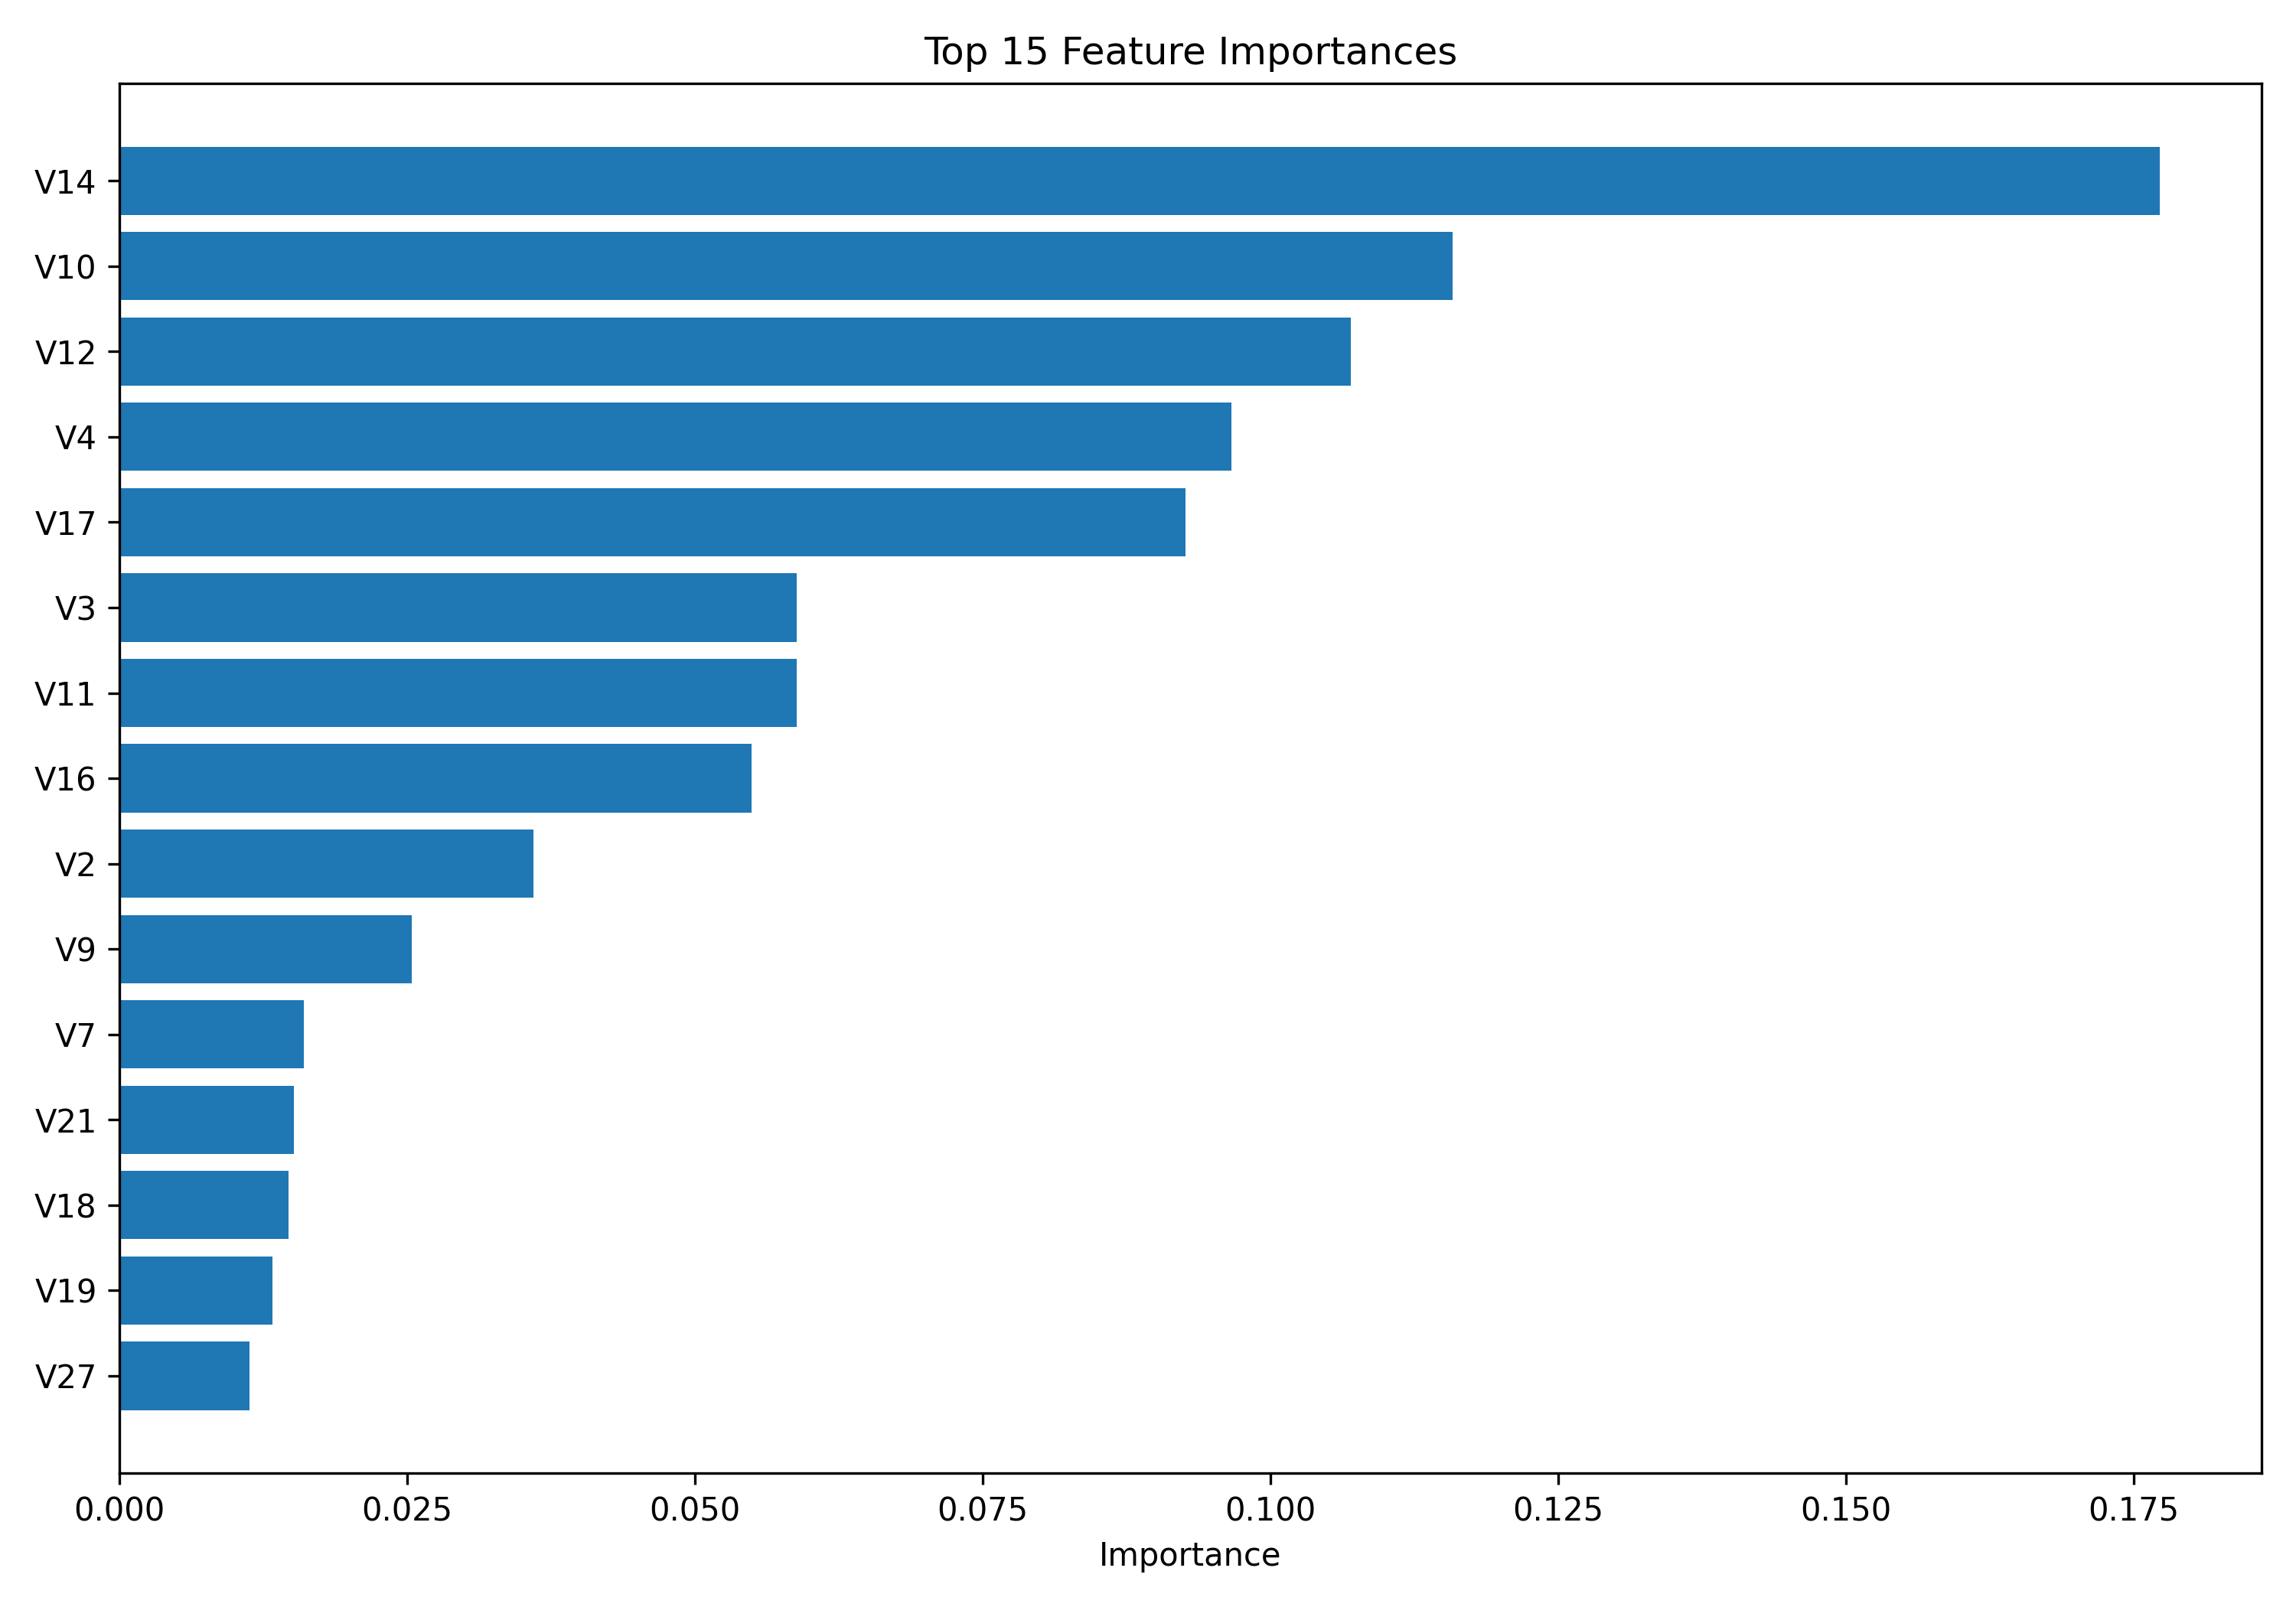 Top 15 Feature Importances
V14
V10
V12
V4
V17
V3
V11
V16
V2
V9
V7
V21
V18
V19
V27
0.000 0.025 0.050 0.075 0.100 0.125 0.150 0.175
Importance